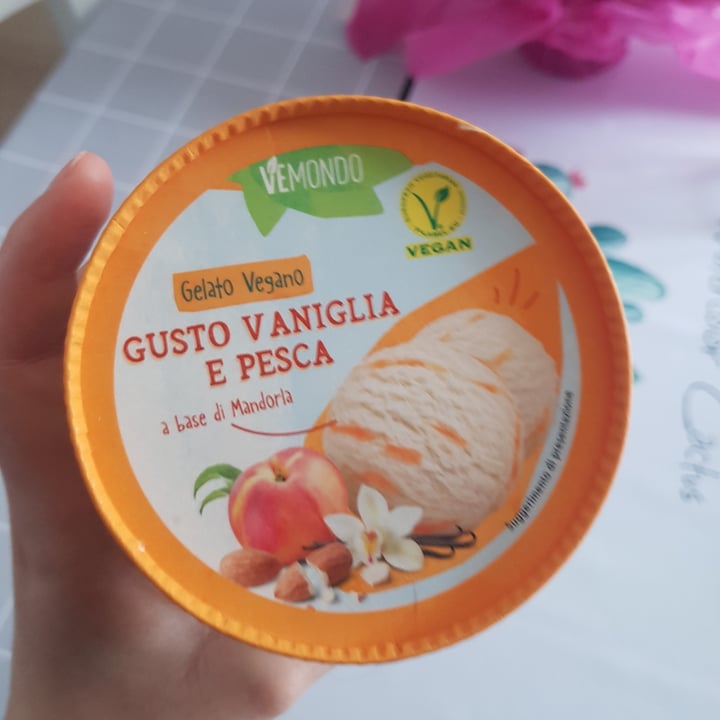 VEMONDO
VEGAN
Gelato Vegano
GUSTO VANIGLIA
E PESCA
a base di Mandorla
Suggerimento di presentazione